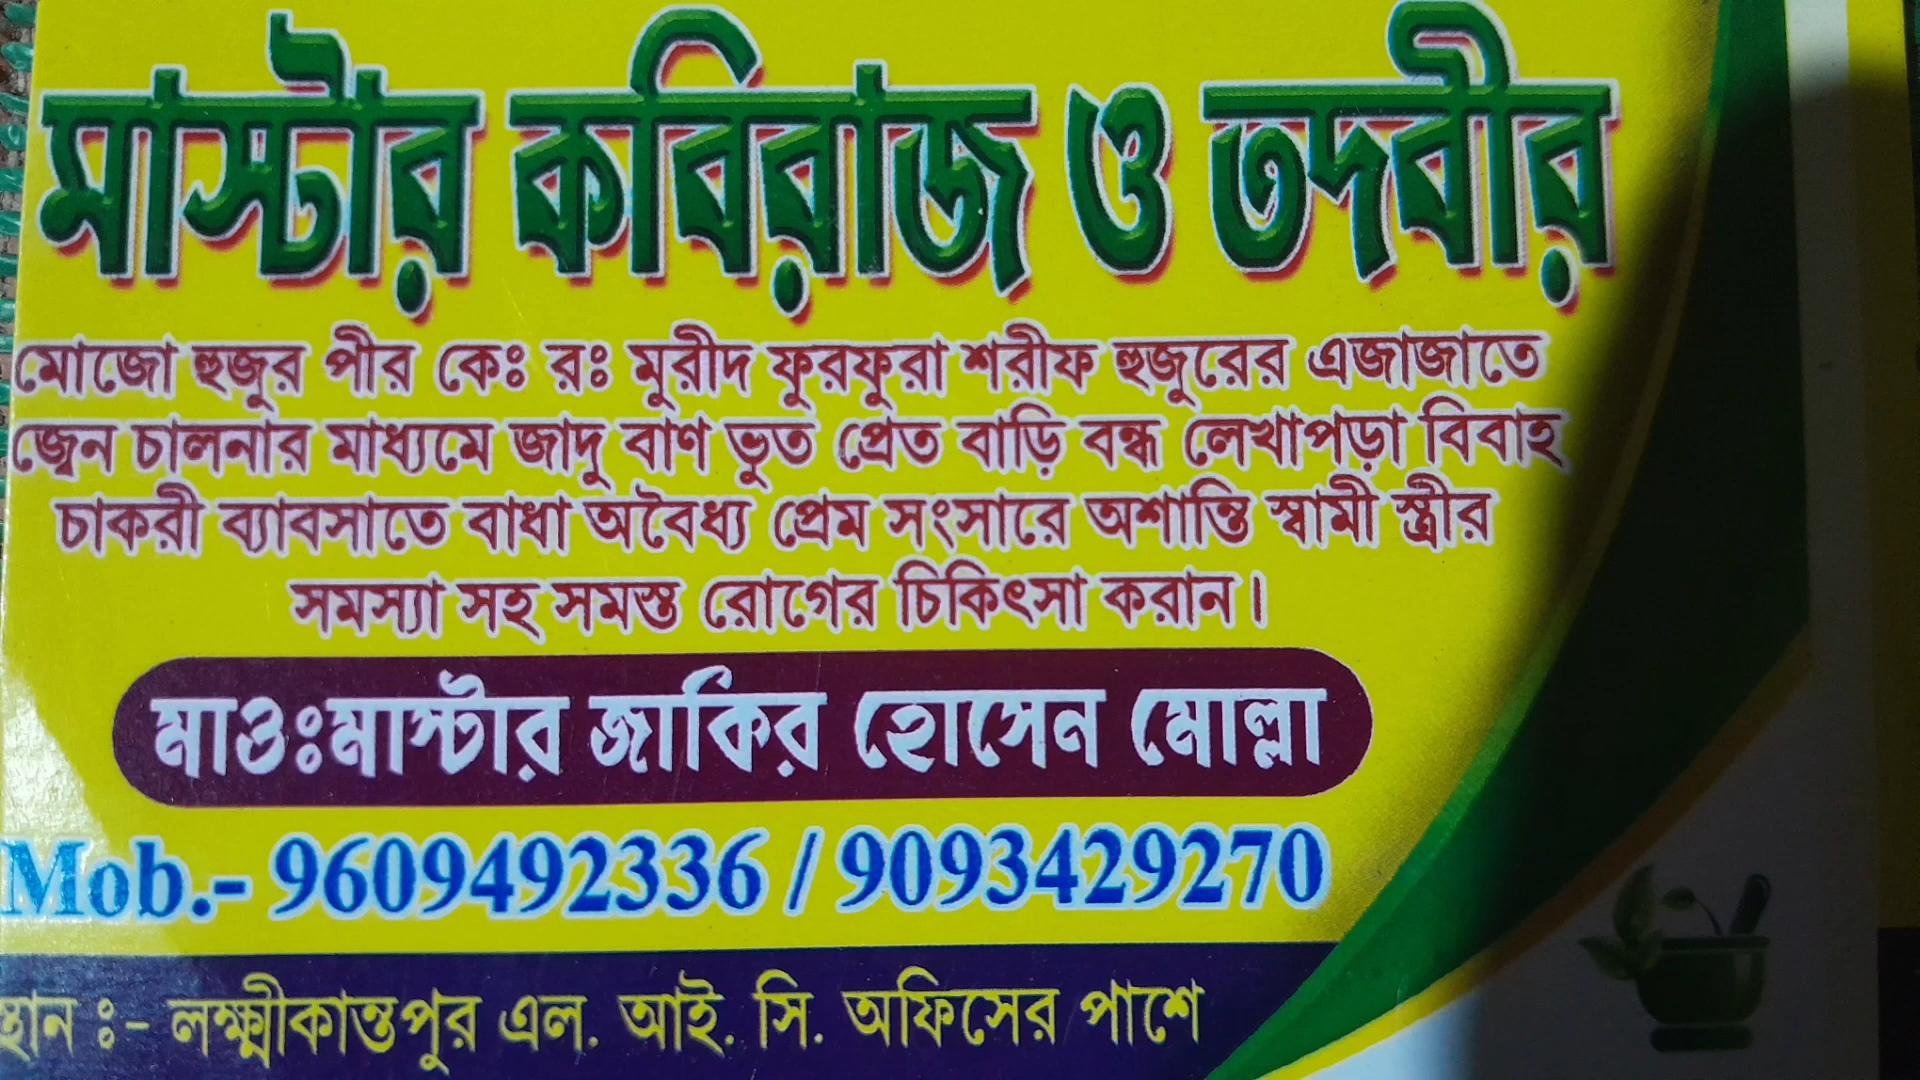 মাস্টার কবিরাজ ও তদবীর
মোজো হুজুর পীর কেঃ রঃ মুরীদ ফুরফুরা শরীফ হুজুরের এজাজাতে
জ্বেন চালনার মাধ্যমে জাদু বাণ ভুত প্রেত বাড়ি বন্ধ লেখাপড়া বিবাহ
চাকরী ব্যাবসাতে বাধা অবৈধ্য প্রেম সংসারে অশান্তি স্বামী স্ত্রীর
সমস্যা সহ সমস্ত রোগের চিকিৎসা করান।
মাওঃমাস্টার জাকির হোসেন মোল্লা
Mob.- 9609492336 / 9093429270
স্থান ঃ- লক্ষ্মীকান্তপুর এল. আই. সি. অফিসের পাশে